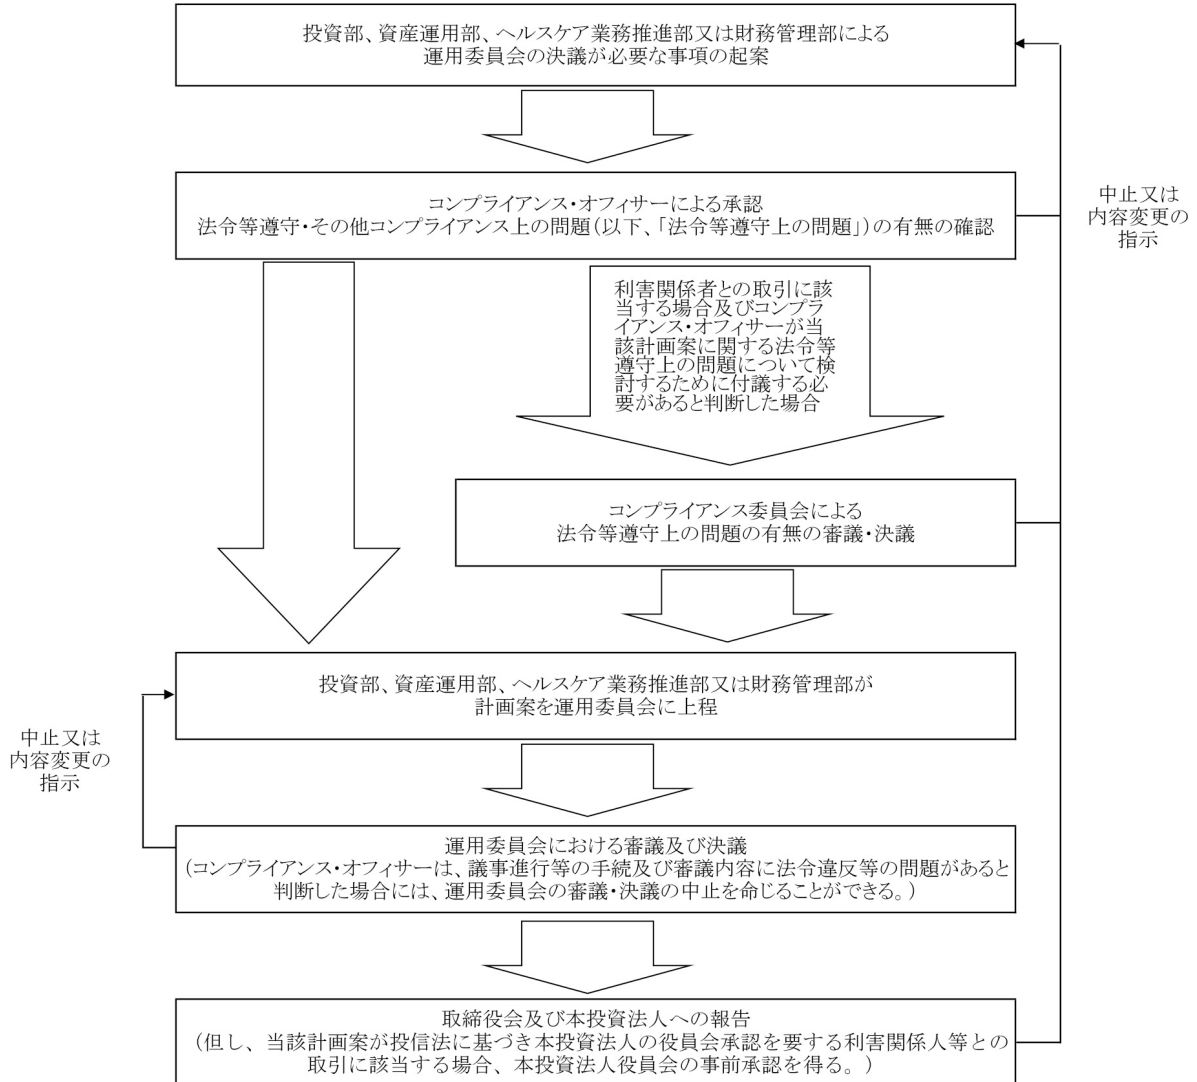 投資部、資産運用部、ヘルスケア業務推進部又は財務管理部による
運用委員会の決議が必要な事項の起案
中止又は
内容変更の
指示
コンプライアンス・オフィサーによる承認
法令等遵守・その他コンプライアンス上の問題(以下、「法令等遵守上の問題」)の有無の確認
利害関係者との取引に該
当する場合及びコンプラ
イアンス・オフィサーが当
該計画案に関する法令等
遵守上の問題について検
討するために付議する必
要があると判断した場合
コンプライアンス委員会による
法令等遵守上の問題の有無の審議・決議
投資部、資産運用部、ヘルスケア業務推進部又は財務管理部が
計画案を運用委員会に上程
中止又は
内容変更の
指示
運用委員会における審議及び決議
(コンプライアンス・オフィサーは、議事進行等の手続及び審議内容に法令違反等の問題があると
判断した場合には、運用委員会の審議・決議の中止を命じることができる。)
取締役会及び本投資法人への報告
(但し、当該計画案が投信法に基づき本投資法人の役員会承認を要する利害関係人等との
取引に該当する場合、本投資法人役員会の事前承認を得る。)